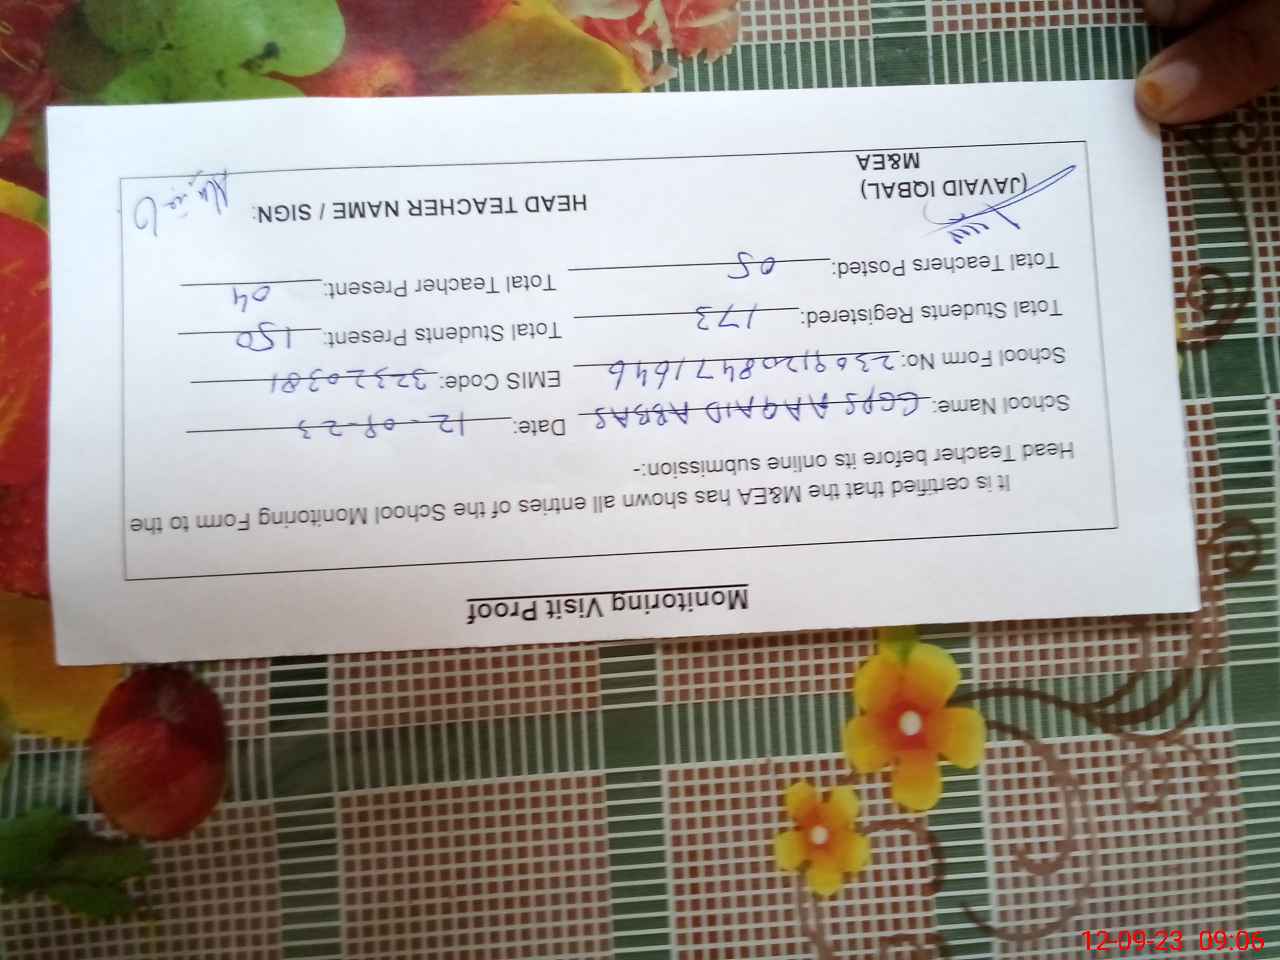 Monitoring Visit Proof
It is certified that the M&EA has shown all entries of the School Monitoring Form to the
Head Teacher before its online submission:-
School Name: GGPS AAQAID ABBAS Date: 12-09-23
School Form No: 230912084771646 EMIS Code: 32320381
Total Students Registered: 173 Total Students Present: 150
Total Teachers Posted: 05 Total Teacher Present: 04
(JAVAID IQBAL) HEAD TEACHER NAME / SIGN:
M&EA
12-09-23 09:06